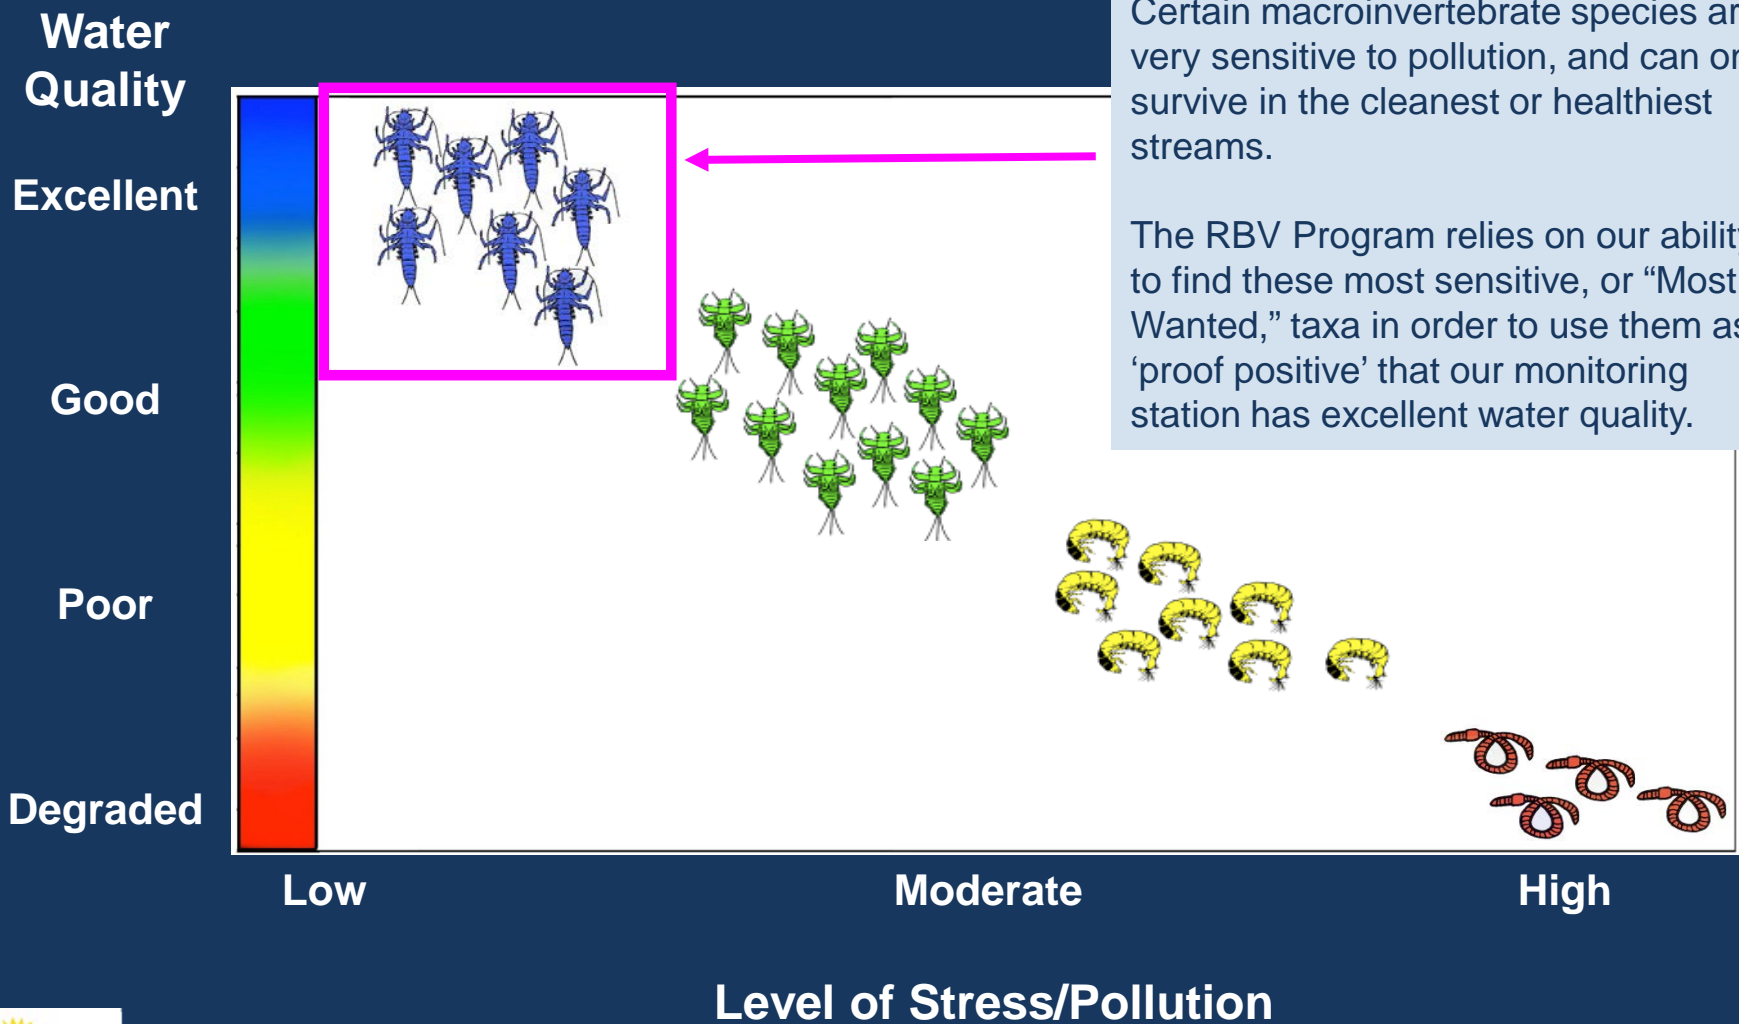 Water
Quality
Certain macroinvertebrate species
very sensitive to pollution, and can
survive in the cleanest or healthiest
streams.
The RBV Program relies on our
to find these most sensitive, or “Most
Wanted,” taxa in order to use them
‘proof positive’ that our monitoring
station has excellent water quality.
Excellent
Good
Poor
Degraded
Low
Moderate
High
Level of Stress/Pollution